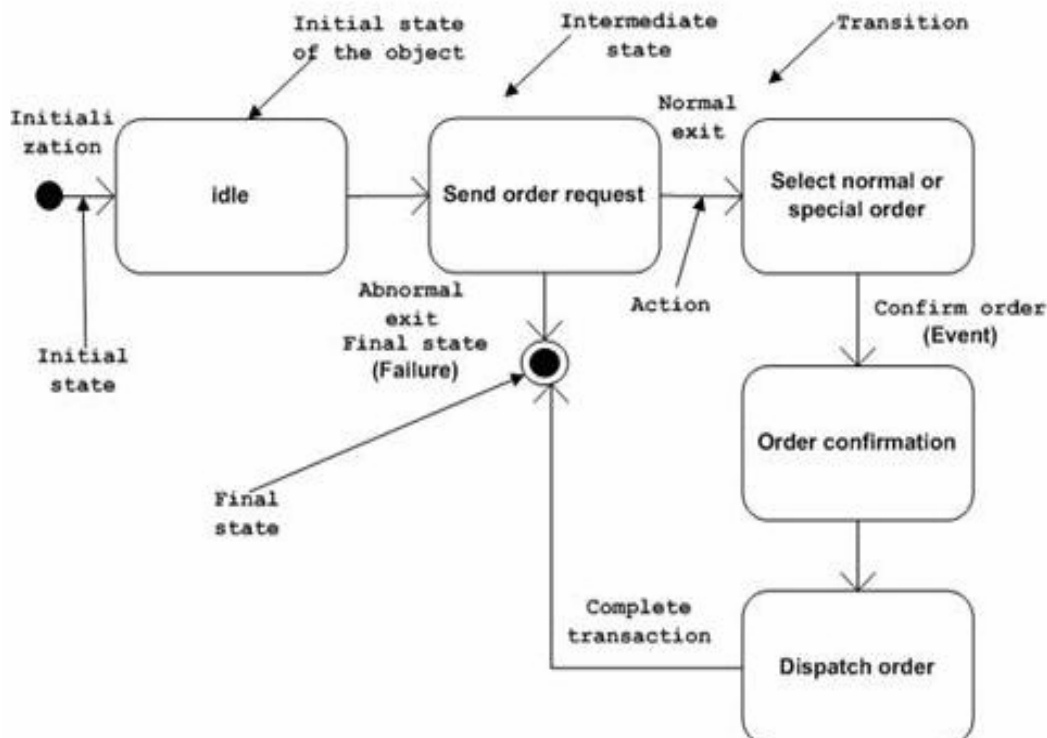 Initial state
of the object
Intermediate
state
Transition
Initiali
zation
Normal
exit
idle
Send order request
Select normal or
special order
Abnormal
exit
Final state
(Failure)
Action
Confirm order
(Event)
Initial
state
Order confirmation
Final
state
Complete
transaction
Dispatch order